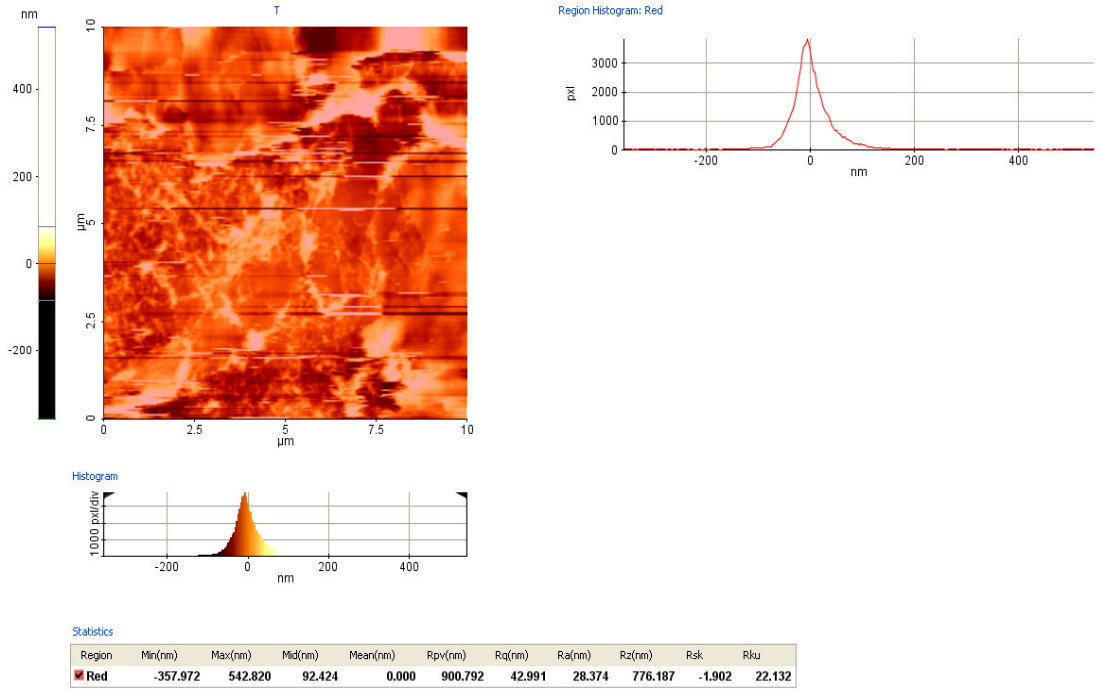 nm
T
400
200
0
-200
10
7.5
µm
5
2.5
0
0 2.5 5 7.5 10
µm
Region Histogram: Red
pxl
3000
2000
1000
0
-200 0 200 400
nm
Histogram
1000 pxl/div
-200 0 200 400
nm
Statistics
Region Min(nm) Max(nm) Mid(nm) Mean(nm) Rpv(nm) Rq(nm) Ra(nm) Rz(nm) Rsk Rku
Red -357.972 542.820 92.424 0.000 900.792 42.991 28.374 776.187 -1.902 22.132